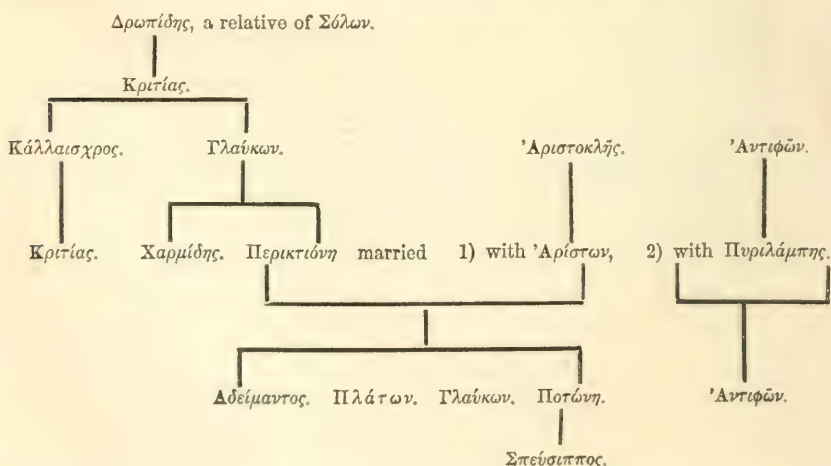 Δρωπίδης, a relative of Σόλων.
Κριτίας.
Κάλλαισχρος. Γλαύκων. Ἀριστοκλῆς. Ἀντιφῶν.
Κριτίας. Χαρμίδης. Περικτιόνη married 1) with Ἀρίστων, 2) with Πυριλάμπης.
Ἀδείμαντος. Πλάτων. Γλαύκων. Ποτώνη. Ἀντιφῶν.
Σπεύσιππος.